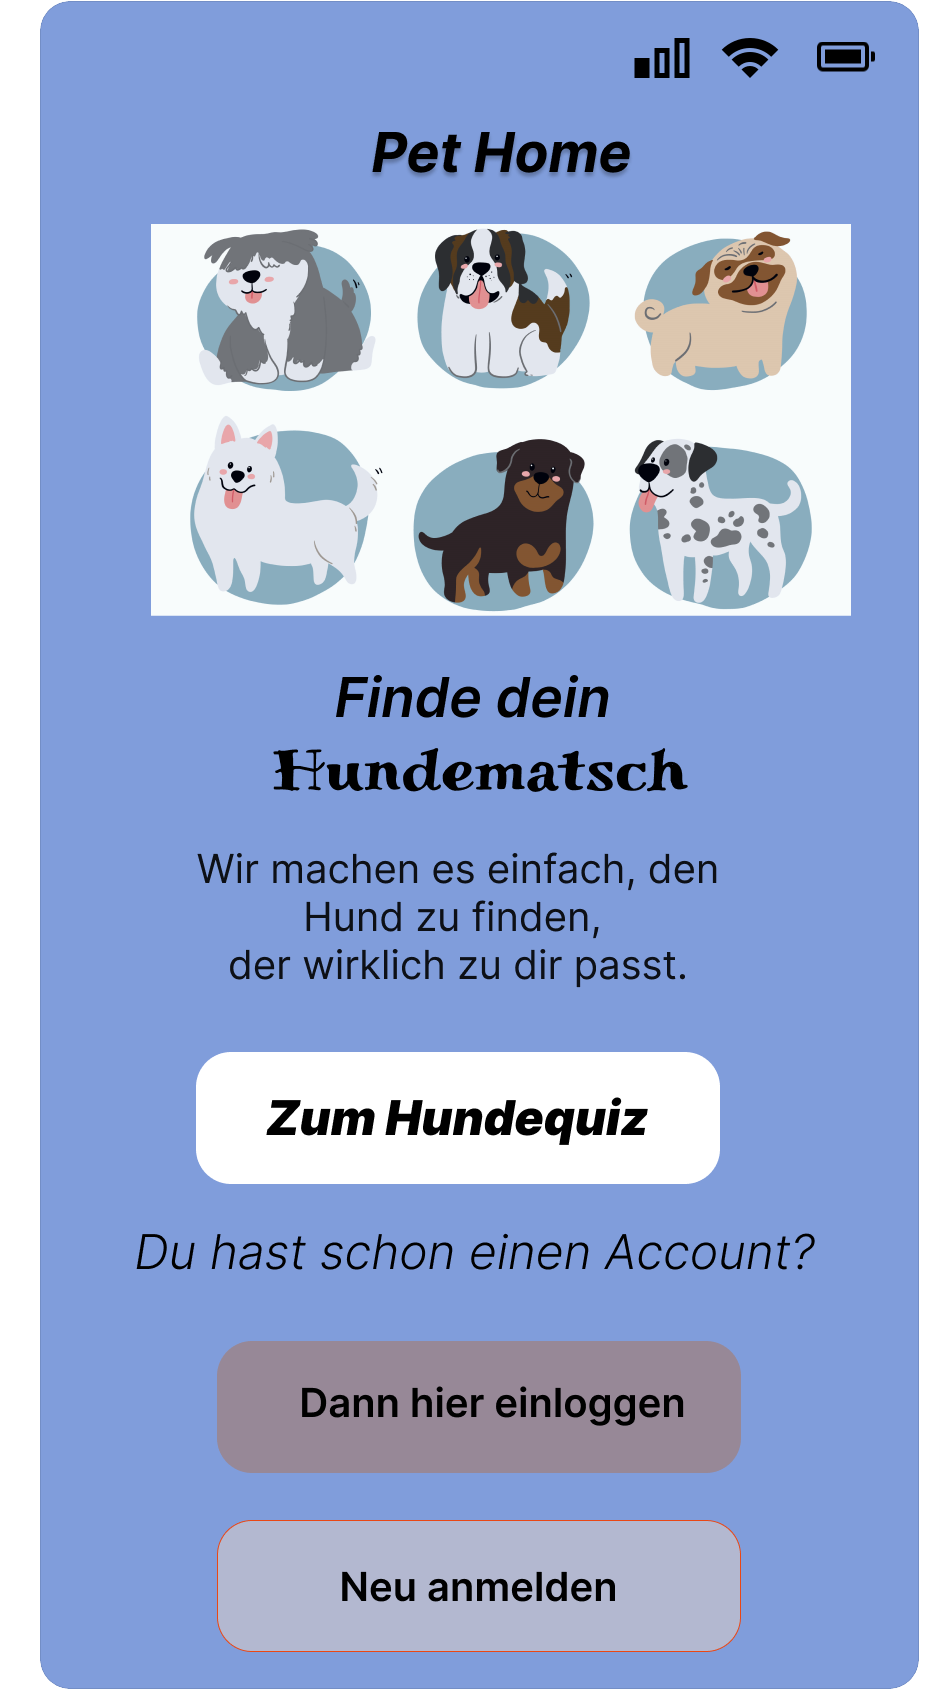 Pet Home
Finde dein
Hundematsch
Wir machen es einfach, den
Hund zu finden,
der wirklich zu dir passt.
Zum Hundequiz
Du hast schon einen Account?
Dann hier einloggen
Neu anmelden